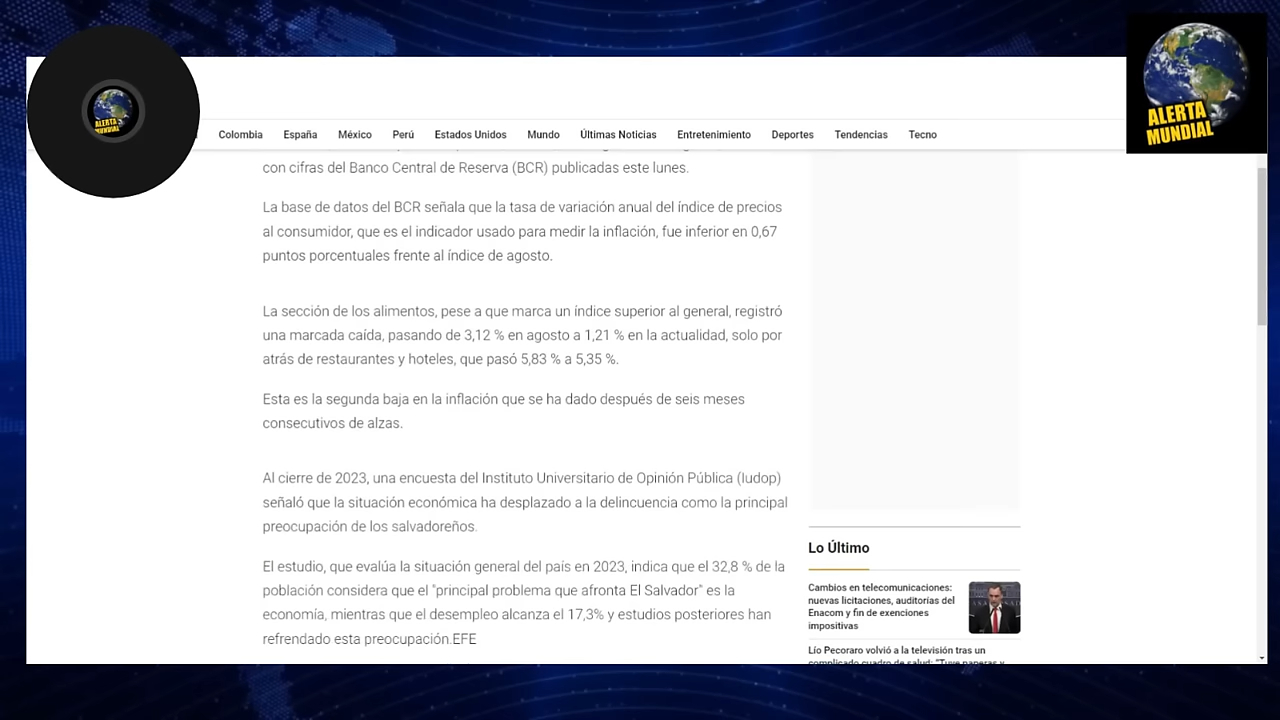 ALERTA
MUNDIAL
ALERTA
MUNDIAL
Colombia España México Perú Estados Unidos Mundo Últimas Noticias Entretenimiento Deportes Tendencias Tecno
con cifras del Banco Central de Reserva (BCR) publicadas este lunes.
La base de datos del BCR señala que la tasa de variación anual del índice de precios
al consumidor, que es el indicador usado para medir la inflación, fue inferior en 0,67
puntos porcentuales frente al índice de agosto.
La sección de los alimentos, pese a que marca un índice superior al general, registró
una marcada caída, pasando de 3,12 % en agosto a 1,21 % en la actualidad, solo por
atrás de restaurantes y hoteles, que pasó 5,83 % a 5,35 %.
Esta es la segunda baja en la inflación que se ha dado después de seis meses
consecutivos de alzas.
Al cierre de 2023, una encuesta del Instituto Universitario de Opinión Pública (Iudop)
señaló que la situación económica ha desplazado a la delincuencia como la principal
preocupación de los salvadoreños.
El estudio, que evalúa la situación general del país en 2023, indica que el 32,8 % de la
población considera que el "principal problema que afronta El Salvador" es la
economía, mientras que el desempleo alcanza el 17,3% y estudios posteriores han
refrendado esta preocupación.EFE
Lo Último
Cambios en telecomunicaciones:
nuevas licitaciones, auditorías del
Enacom y fin de exenciones
impositivas
Lío Pecoraro volvió a la televisión tras un
complicado cuadro de salud: "Tuve paperas y